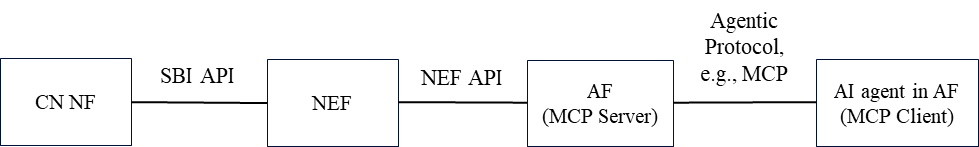 CN NF
SBI API
NEF
NEF API
AF
(MCP Server)
Agentic
Protocol,
e.g., MCP
AI agent in AF
(MCP Client)